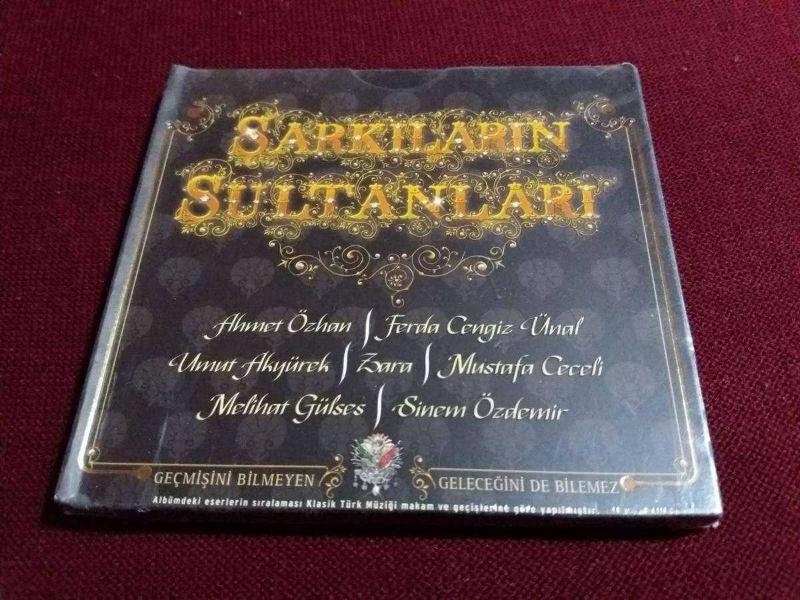 ŞARKILARIN
SULTANLARI
Ahmet Özhan | Ferda Cengiz Ünal
Umut Akyürek | Zara | Mustafa Ceceli
Melihat Gülses | Sinem Özdemir
GEÇMİŞİNİ BİLMEYEN GELECEĞİNİ DE BİLEMEZ
Albümdeki eserlerin sıralaması Klasik Türk Müziği makam ve geçişlerine göre yapılmıştır.